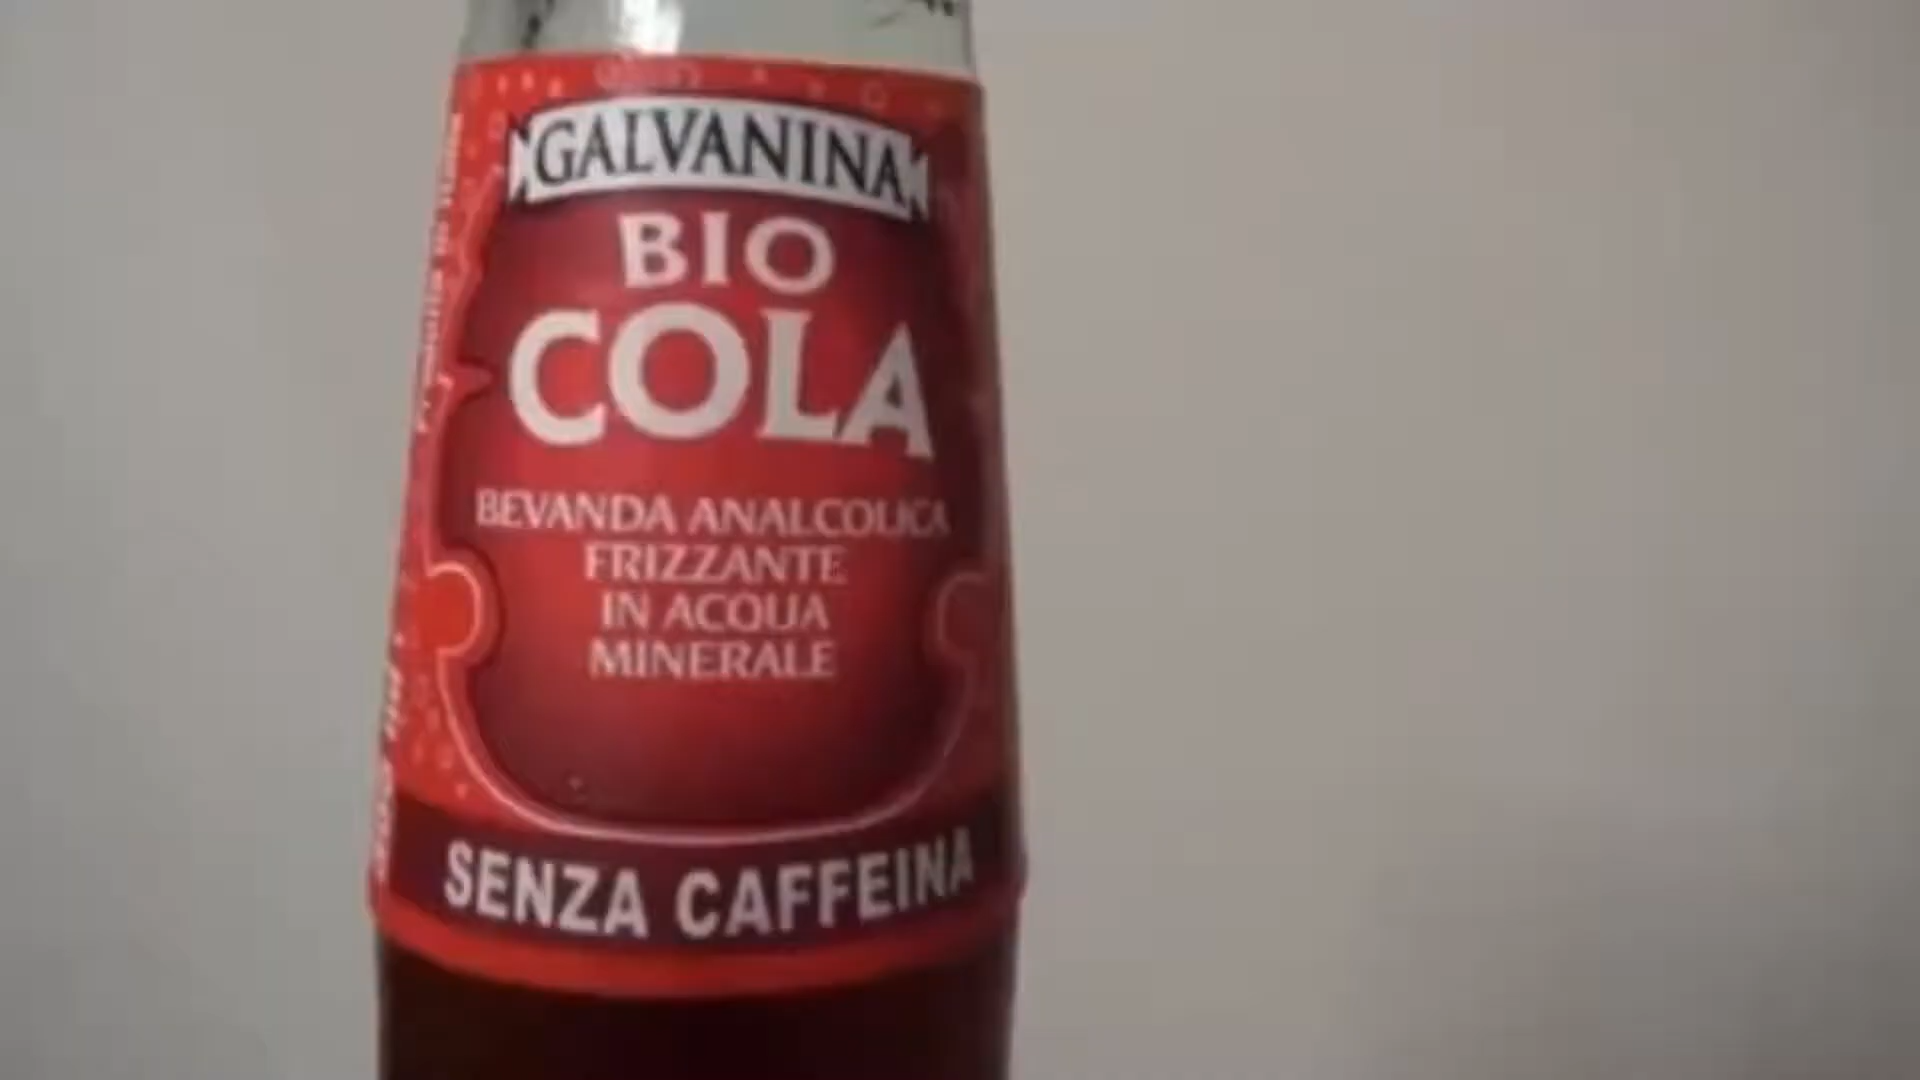 GALVANINA
BIO
COLA
BEVANDA ANALCOLICA
FRIZZANTE
IN ACQUA
MINERALE
SENZA CAFFEINA